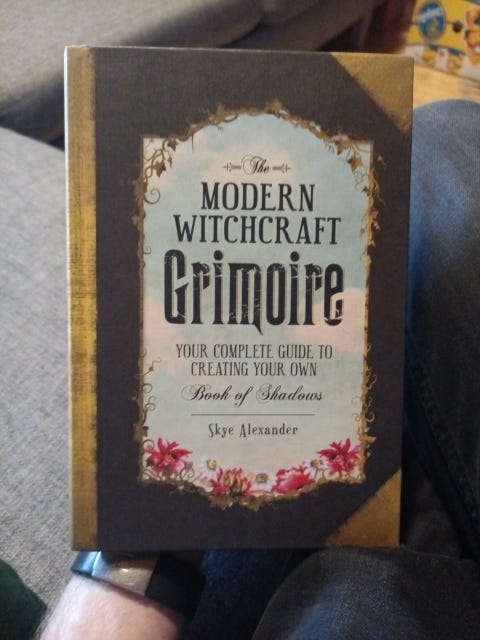 The
MODERN
WITCHCRAFT
Grimoire
YOUR COMPLETE GUIDE TO
CREATING YOUR OWN
Book of Shadows
Skye Alexander